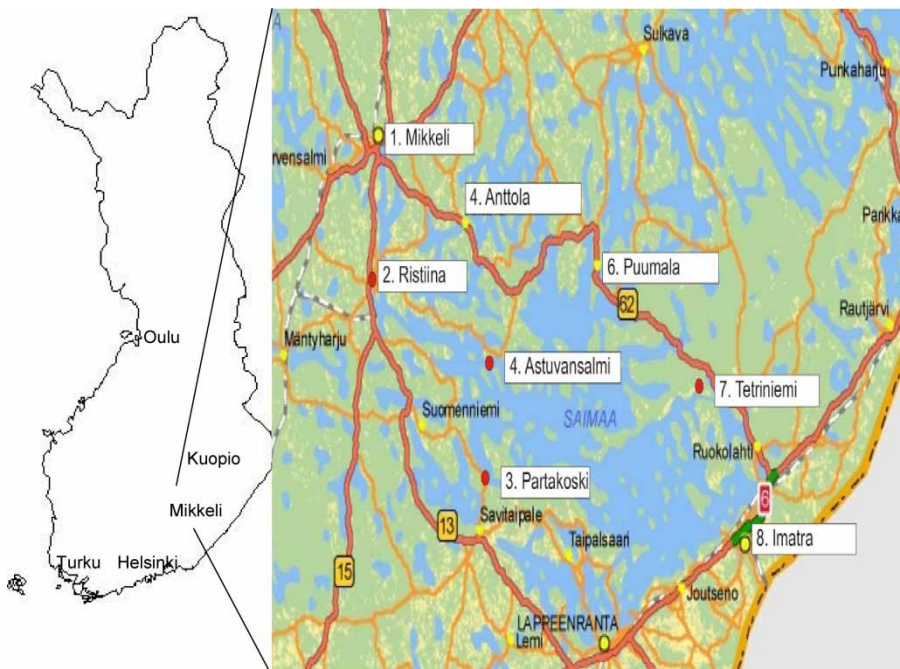 Oulu
Kuopio
Mikkeli
Turku
Helsinki
A
Sulkava
Punkaharju
1. Mikkeli
rvensalmi
4. Anttola
Parikka
6. Puumala
2. Ristiina
62
Rautjärvi
Mäntyharju
4. Astuvansalmi
7. Tetriniemi
Suomenniemi
SAIMAA
Ruokolahti
3. Partakoski
6
Savitaipale
13
8. Imatra
Taipalsaari
15
Joutseno
LAPPEENRANTA
Lemi